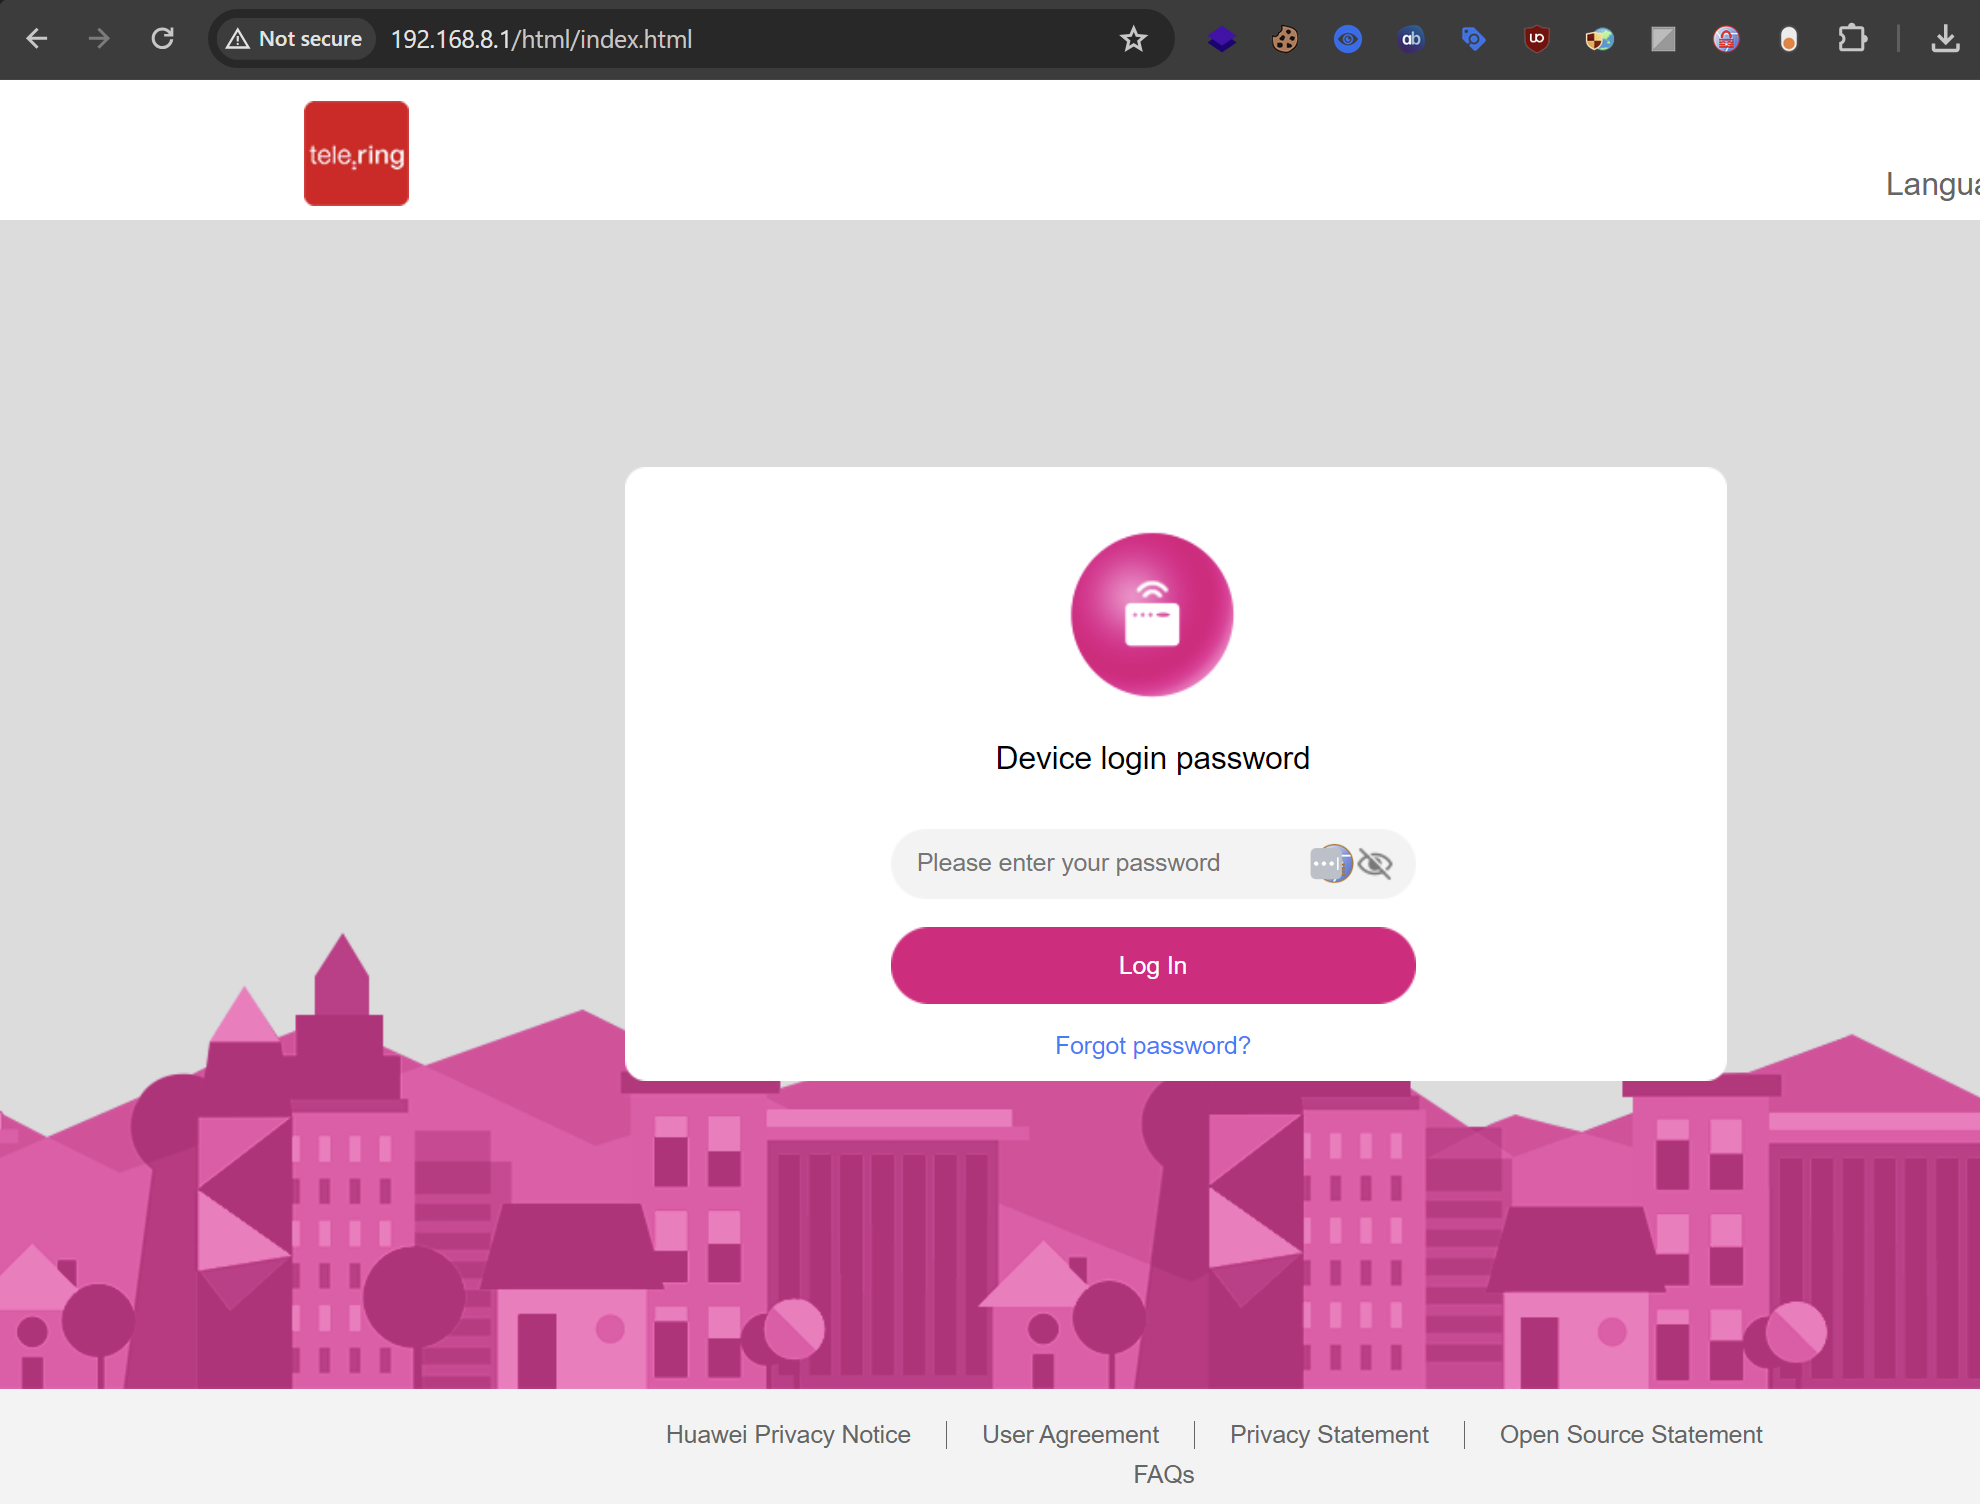 Not secure
192.168.8.1/html/index.html
ab
tele.ring
Langua
Device login password
Please enter your password
Log In
Forgot password?
Huawei Privacy Notice
User Agreement
Privacy Statement
Open Source Statement
FAQs